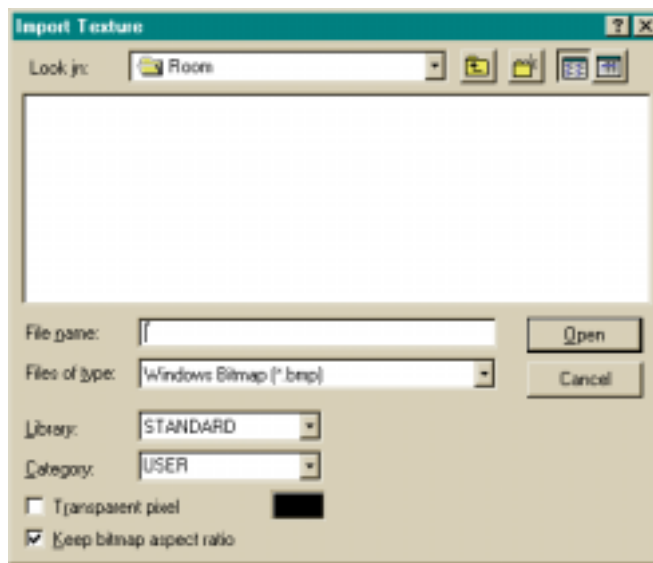 Import Texture
Look in: Room
File name:
Open
Files of type: Windows Bitmap (*.bmp)
Cancel
Library: STANDARD
Category: USER
Transparent pixel
Keep bitmap aspect ratio